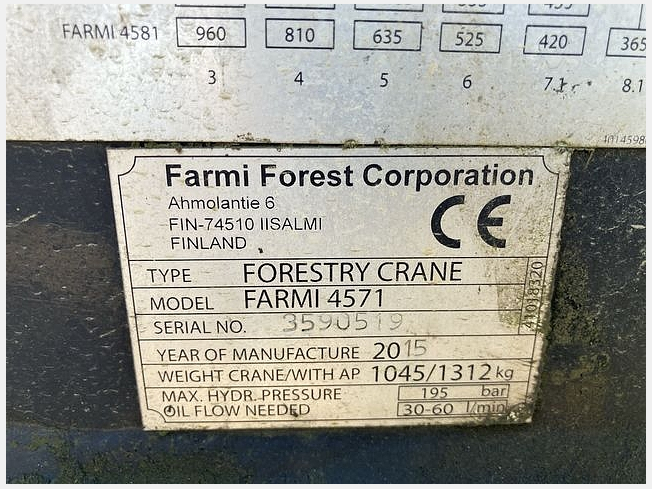 FARMI 4581 960 810 635 525 420 365
3 4 5 6 7.1 8.1
Farmi Forest Corporation
Ahmolantie 6
FIN-74510 IISALMI
FINLAND
CE
TYPE FORESTRY CRANE
MODEL FARMI 4571
SERIAL NO. 3590519
YEAR OF MANUFACTURE 2015
WEIGHT CRANE/WITH AP 1045/1312 kg
MAX. HYDR. PRESSURE 195 bar
OIL FLOW NEEDED 30-60 l/min
41018320